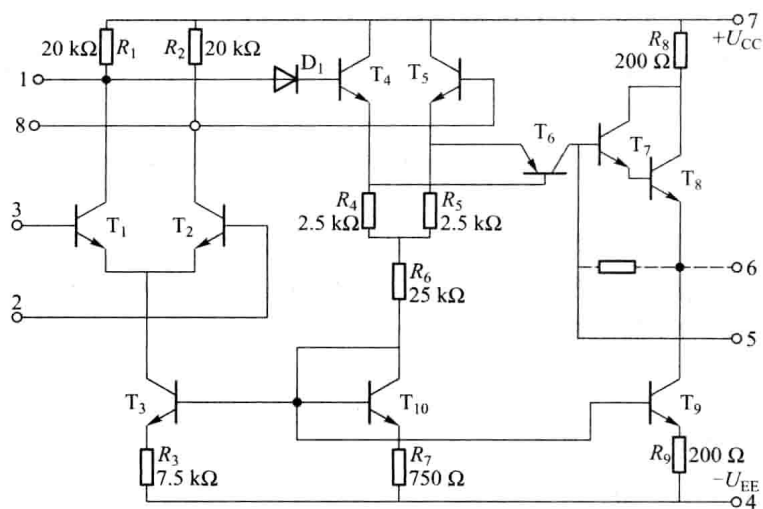 7
+U_CC
20 kΩ R₁
R₂ 20 kΩ
R₈
200 Ω
1
D₁
T₄
T₅
8
T₆
T₇
T₈
3
T₁
T₂
R₄
2.5 kΩ
R₅
2.5 kΩ
6
R₆
25 kΩ
2
5
T₃
T₁₀
T₉
R₃
7.5 kΩ
R₇
750 Ω
R₉ 200 Ω
−U_EE
4